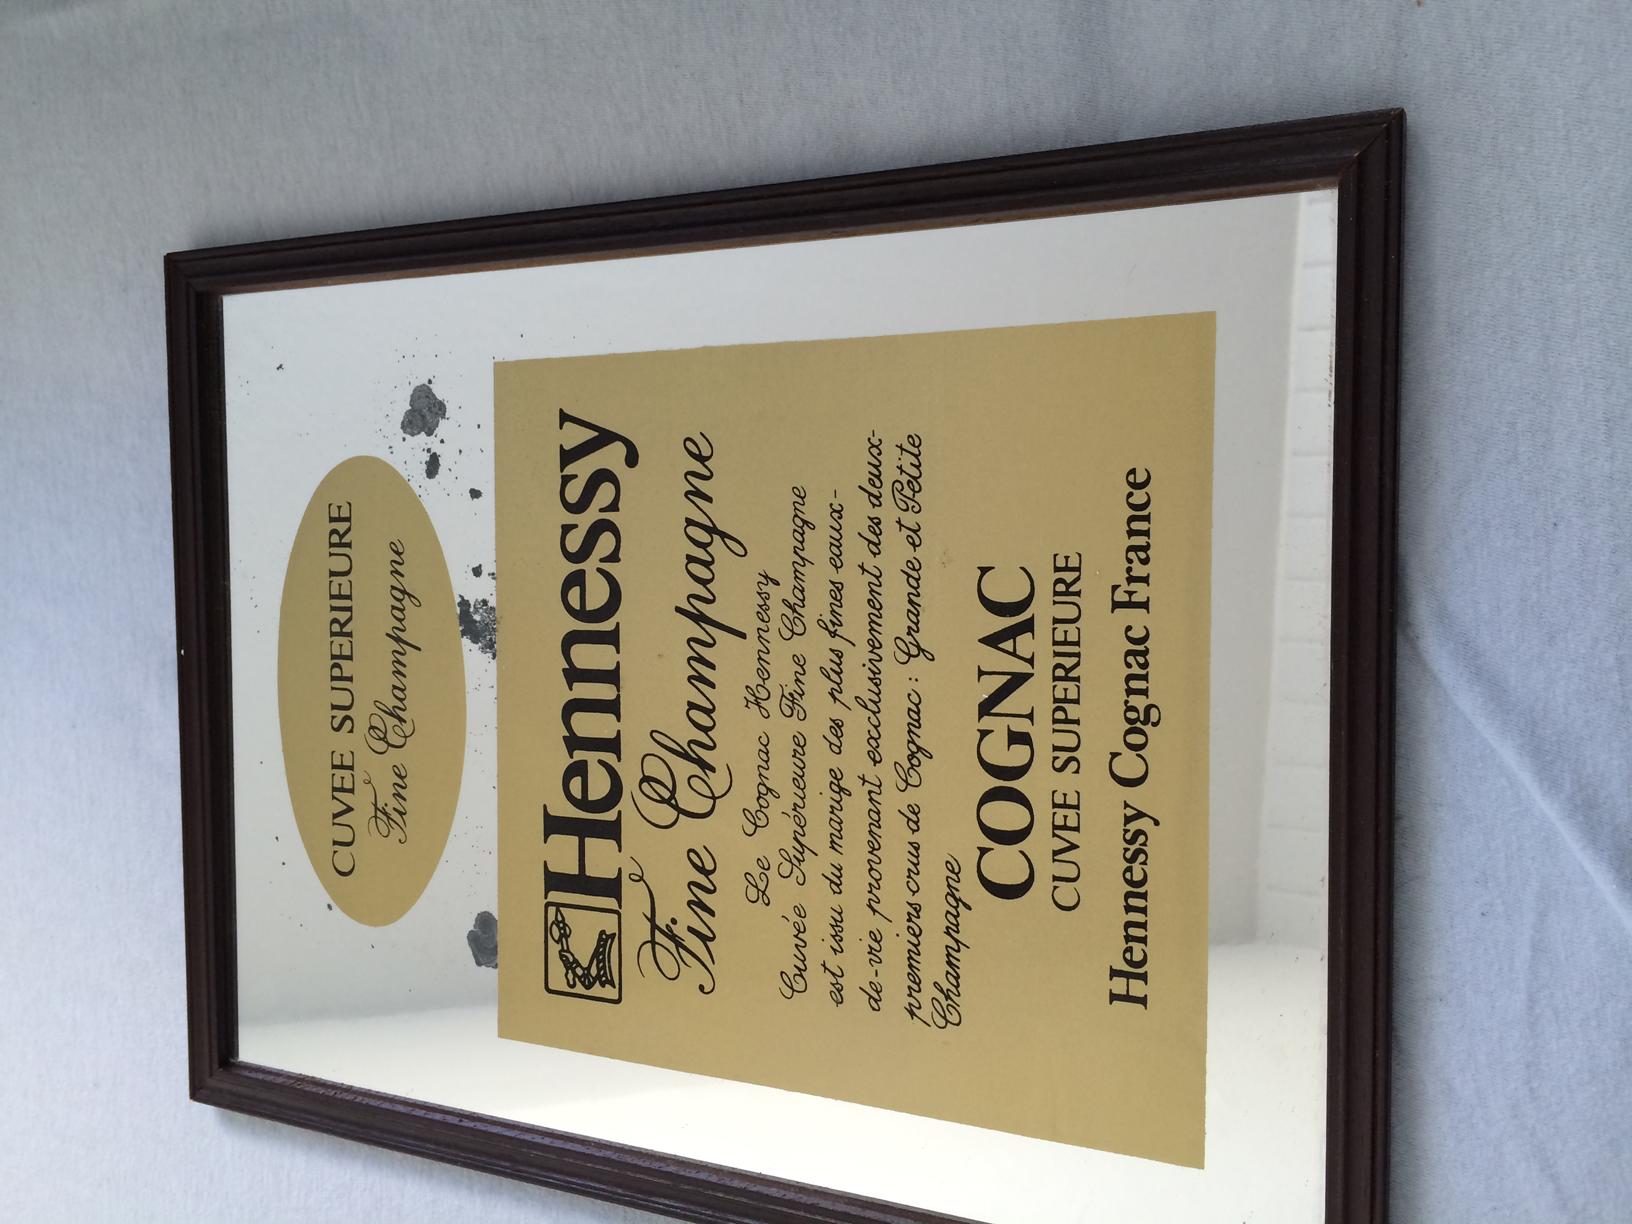 CUVEE SUPERIEURE
Fine Champagne
Hennessy
Fine Champagne
Le Cognac Hennessy
Cuvée Supérieure Fine Champagne
est issu du marige des plus fines eaux-
de-vie provenant exclusivement des deux-
premiers crus de Cognac: Grande et Petite
Champagne
COGNAC
CUVEE SUPERIEURE
Hennessy Cognac France